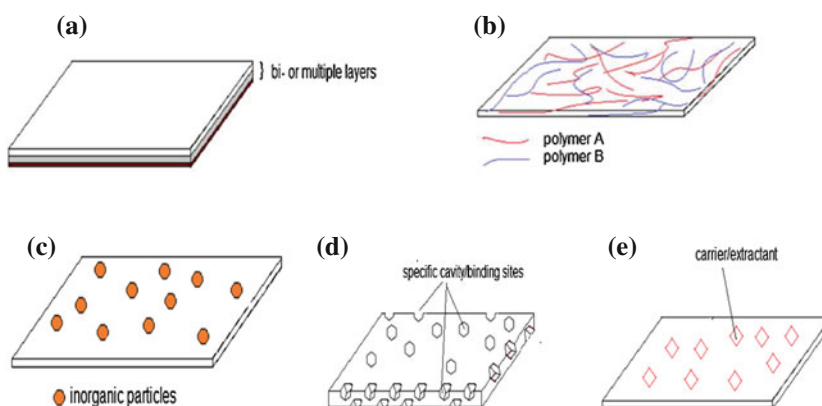 (a)
bi- or multiple layers
(b)
polymer A
polymer B
(c)
inorganic particles
(d)
specific cavity/binding sites
(e)
carrier/extractant